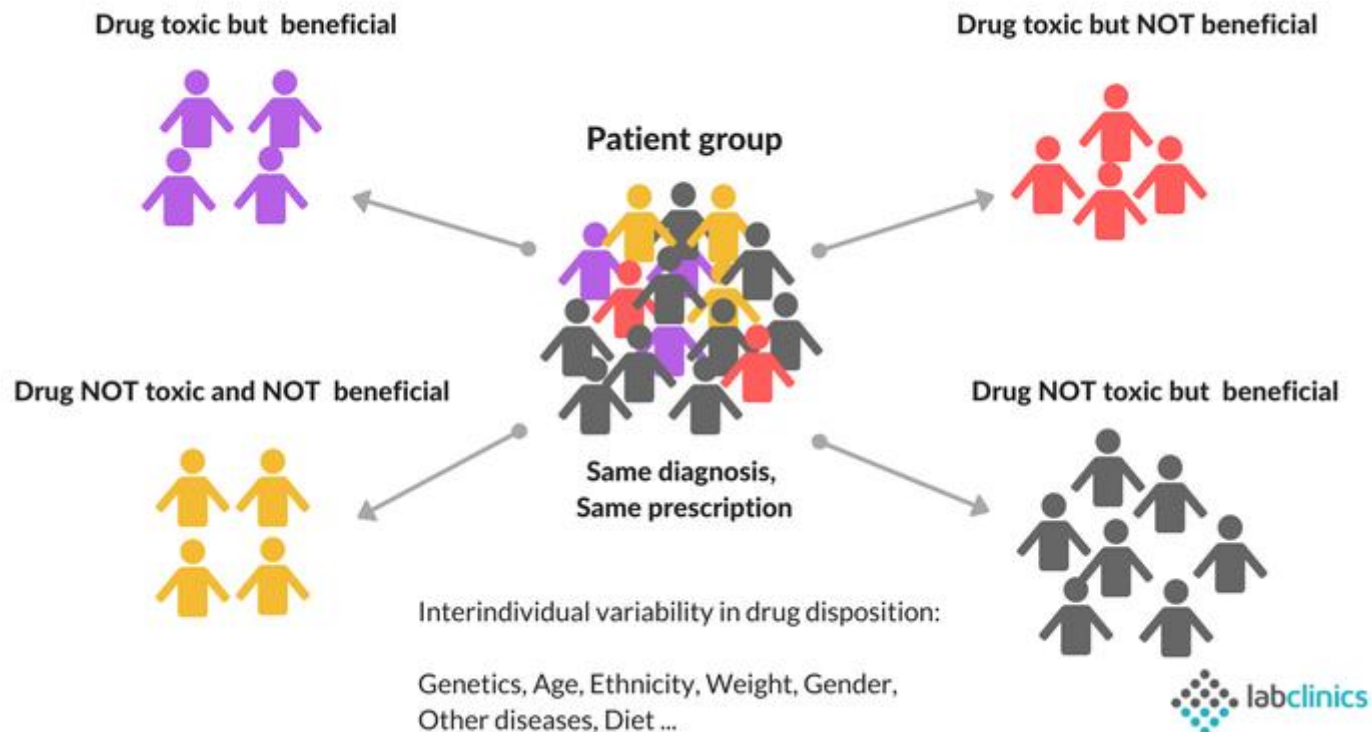 Drug toxic but beneficial
Drug toxic but NOT beneficial
Patient group
Drug NOT toxic and NOT beneficial
Drug NOT toxic but beneficial
Same diagnosis,
Same prescription
Interindividual variability in drug disposition:
Genetics, Age, Ethnicity, Weight, Gender,
Other diseases, Diet ...
labclinics